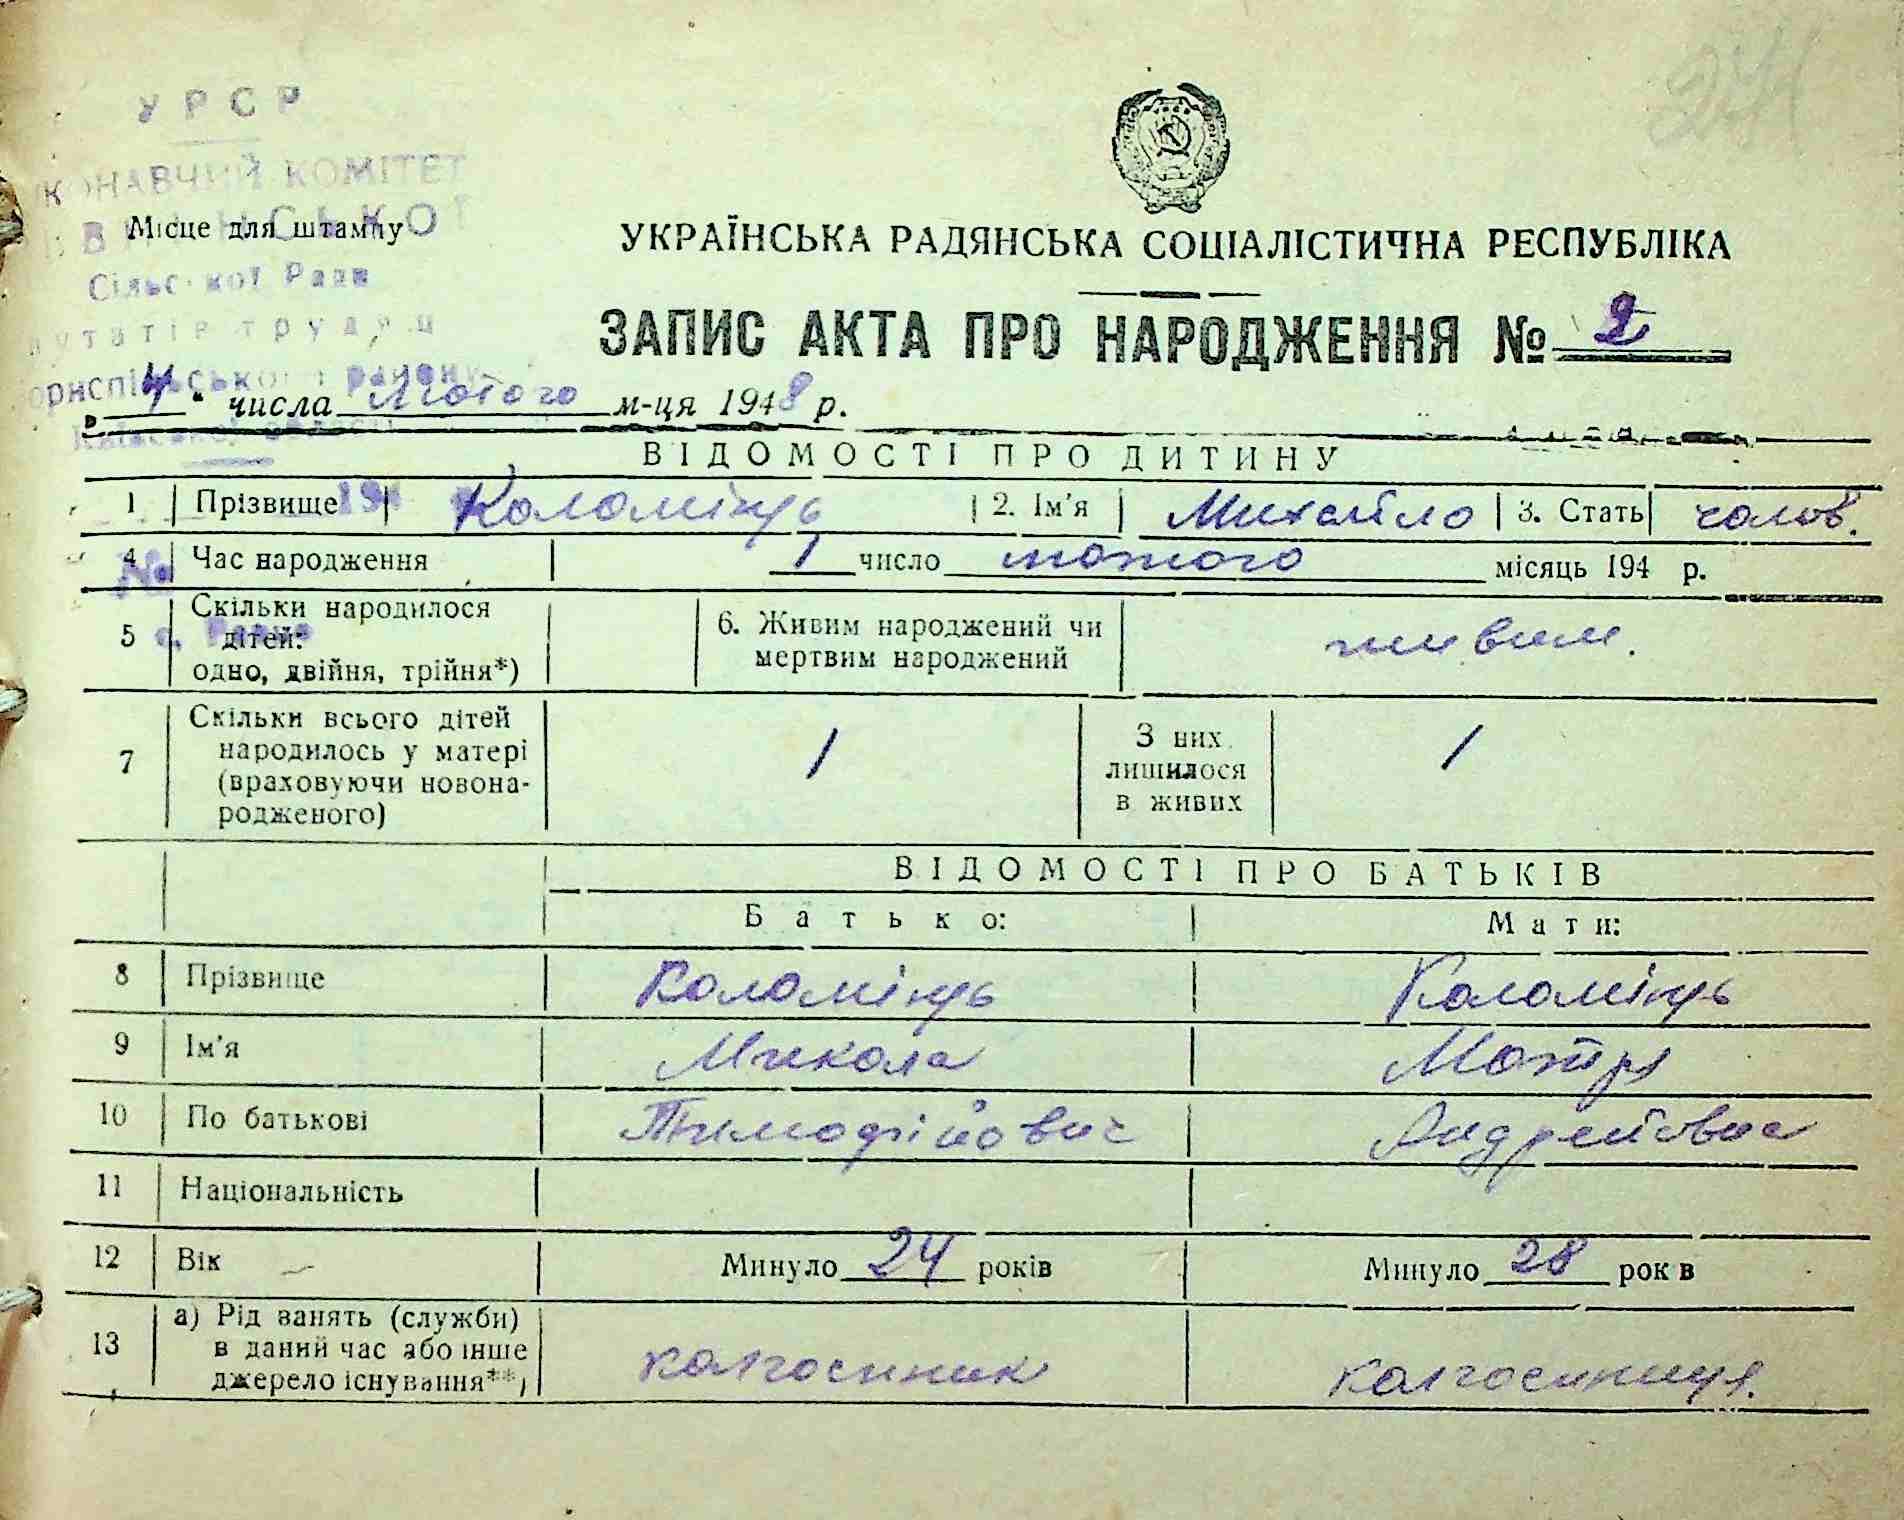 УРСР
КОНАВЧИЙ КОМІТЕТ
Місце для штампу
Сільської Ради
УКРАЇНСЬКА РАДЯНСЬКА СОЦІАЛІСТИЧНА РЕСПУБЛІКА
ЗАПИС АКТА ПРО НАРОДЖЕННЯ № 2
"4" числа Лютого м-ця 1948 р.
ВІДОМОСТІ ПРО ДИТИНУ
1 Прізвище Коломієць 2. Ім'я Михайло 3. Стать чолов.
4 Час народження 1 число лютого місяць 194 р.
5 Скільки народилося дітей: одно, двійня, трійня*) 6. Живим народжений чи мертвим народжений живим.
7 Скільки всього дітей народилось у матері (враховуючи новонародженого) 1 З них лишилося в живих 1
ВІДОМОСТІ ПРО БАТЬКІВ
Батько: Мати:
8 Прізвище Коломієць Коломієць
9 Ім'я Микола Мотря
10 По батькові Тимофійович Андрейовна
11 Національність
12 Вік Минуло 24 років Минуло 28 років
13 а) Рід занять (служби) в даний час або інше джерело існування**) колгоспник колгоспниця.